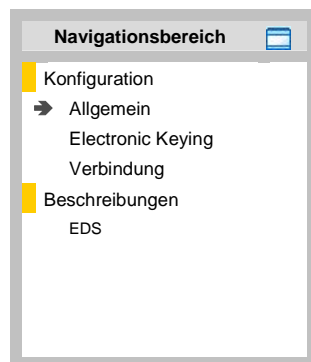 Navigationsbereich
Konfiguration
Allgemein
Electronic Keying
Verbindung
Beschreibungen
EDS